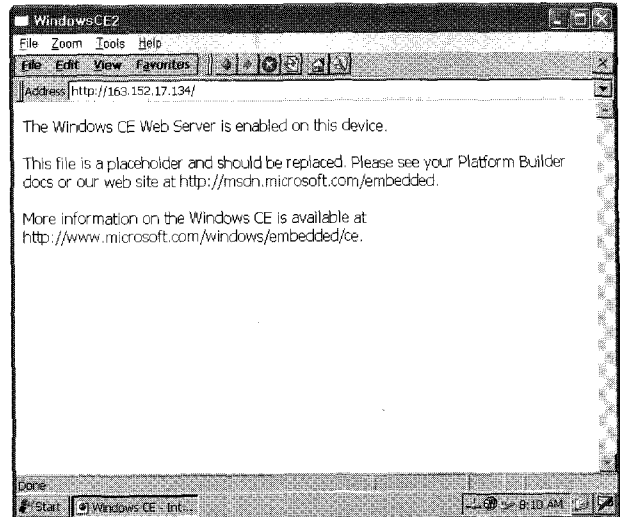 WindowsCE2
File Zoom Tools Help
File Edit View Favorites
Address http://163.152.17.134/
The Windows CE Web Server is enabled on this device.
This file is a placeholder and should be replaced. Please see your Platform Builder
docs or our web site at http://msdn.microsoft.com/embedded.
More information on the Windows CE is available at
http://www.microsoft.com/windows/embedded/ce.
Done
Start Windows CE - Int...
8:10 AM